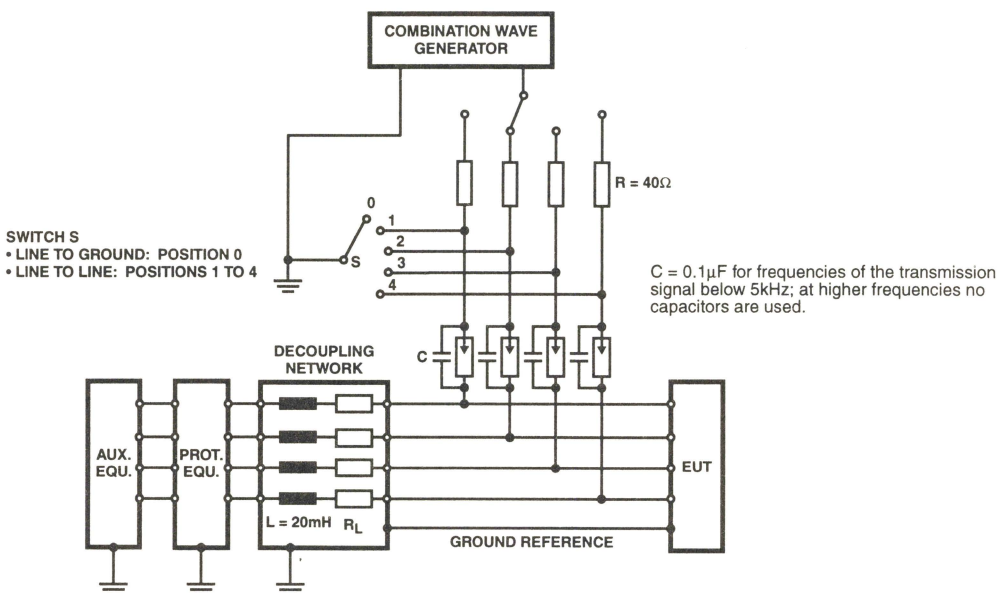 COMBINATION WAVE
GENERATOR
R = 40Ω
0
1
2
3
4
S
SWITCH S
• LINE TO GROUND: POSITION 0
• LINE TO LINE: POSITIONS 1 TO 4
C = 0.1μF for frequencies of the transmission
signal below 5kHz; at higher frequencies no
capacitors are used.
DECOUPLING
NETWORK
C
AUX.
EQU.
PROT.
EQU.
EUT
L = 20mH RL
GROUND REFERENCE